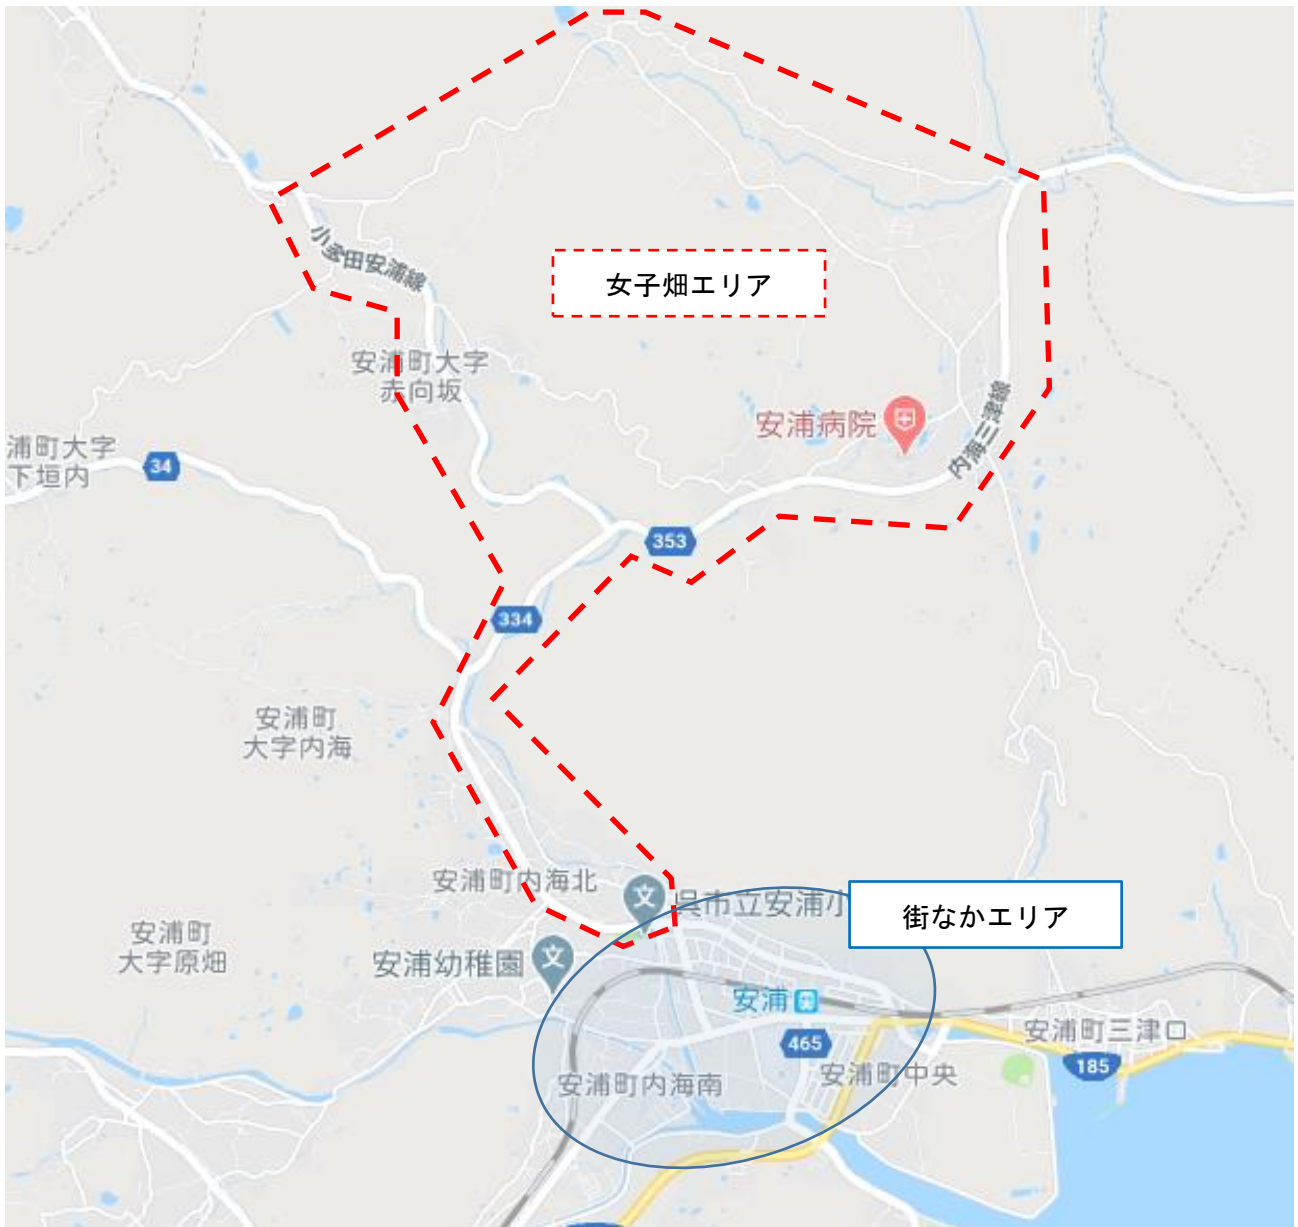 小多田安浦線
女子畑エリア
安浦町大字
赤向坂
安浦病院
内海三津線
浦町大字
下垣内
34
353
334
安浦町
大字内海
安浦町内海北
文
呉市立安浦小
街なかエリア
安浦町
大字原畑
安浦幼稚園
文
安浦
465
安浦町三津口
185
安浦町内海南
安浦町中央